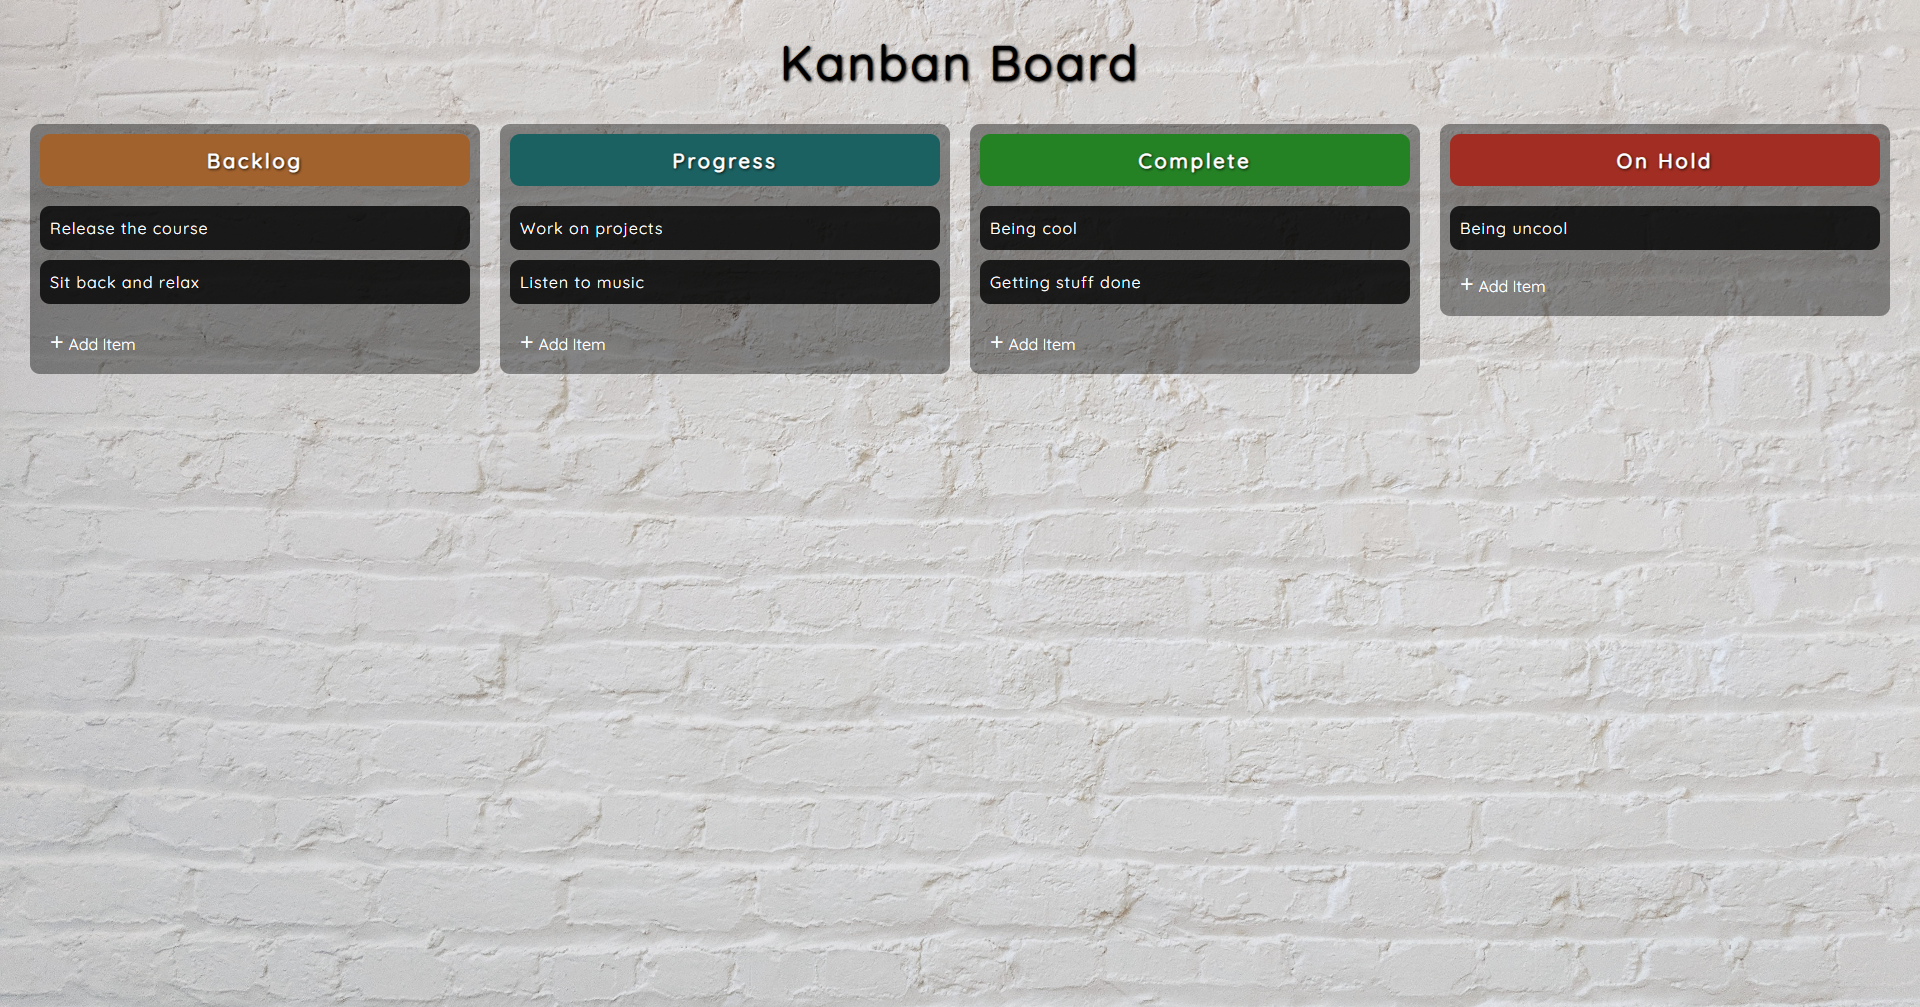 Kanban Board
Backlog
Release the course
Sit back and relax
+ Add Item
Progress
Work on projects
Listen to music
+ Add Item
Complete
Being cool
Getting stuff done
+ Add Item
On Hold
Being uncool
+ Add Item